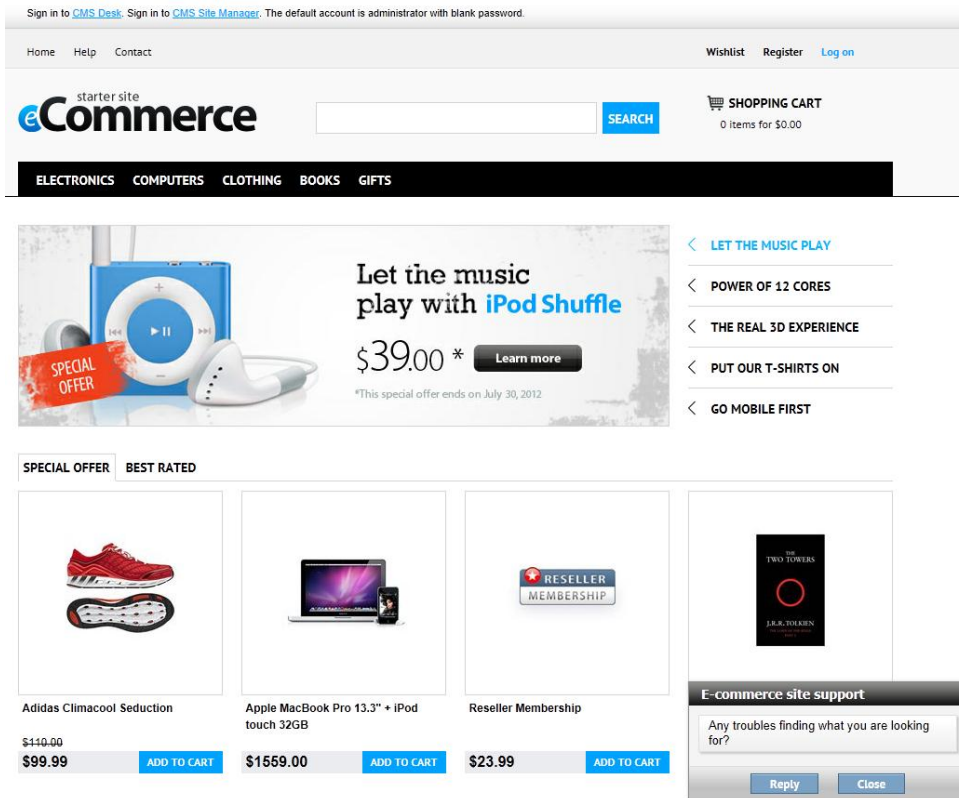 Sign in to CMS Desk. Sign in to CMS Site Manager. The default account is administrator with blank password.
Home Help Contact
Wishlist Register Log on
starter site
eCommerce
SEARCH
SHOPPING CART
0 items for $0.00
ELECTRONICS COMPUTERS CLOTHING BOOKS GIFTS
Let the music
play with iPod Shuffle
$39.00 * Learn more
*This special offer ends on July 30, 2012
SPECIAL
OFFER
LET THE MUSIC PLAY
POWER OF 12 CORES
THE REAL 3D EXPERIENCE
PUT OUR T-SHIRTS ON
GO MOBILE FIRST
SPECIAL OFFER BEST RATED
RESELLER
MEMBERSHIP
THE
TWO TOWERS
J.R.R. TOLKIEN
Adidas Climacool Seduction
$110.00
$99.99 ADD TO CART
Apple MacBook Pro 13.3" + iPod
touch 32GB
$1559.00 ADD TO CART
Reseller Membership
$23.99 ADD TO CART
E-commerce site support
Any troubles finding what you are looking
for?
Reply Close